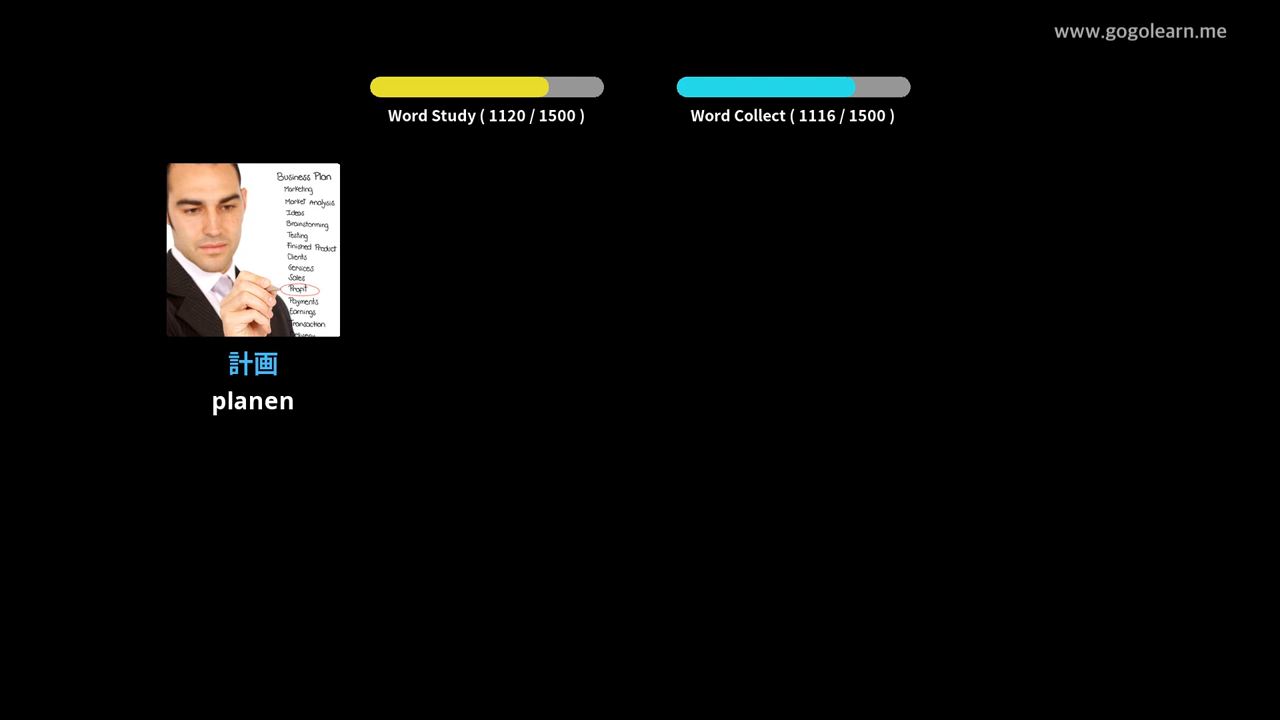 www.gogolearn.me
Word Study ( 1120 / 1500 )
Word Collect ( 1116 / 1500 )
Business Plan
Marketing
Market Analysis
Ideas
Brainstorming
Testing
Finished Product
Clients
Services
Sales
Profit
Payments
Earnings
Transaction
Delivery
計画
planen